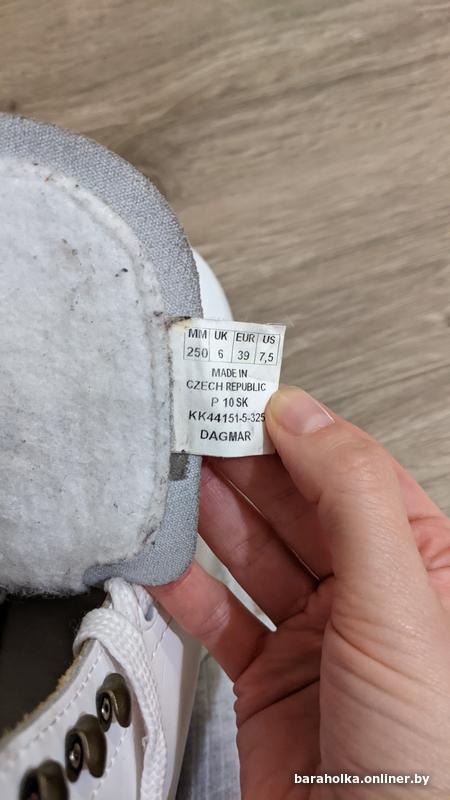 MM UK EUR US
250 6 39 7,5
MADE IN
CZECH REPUBLIC
P 10 SK
KK44151-5-325
DAGMAR
baraholka.onliner.by